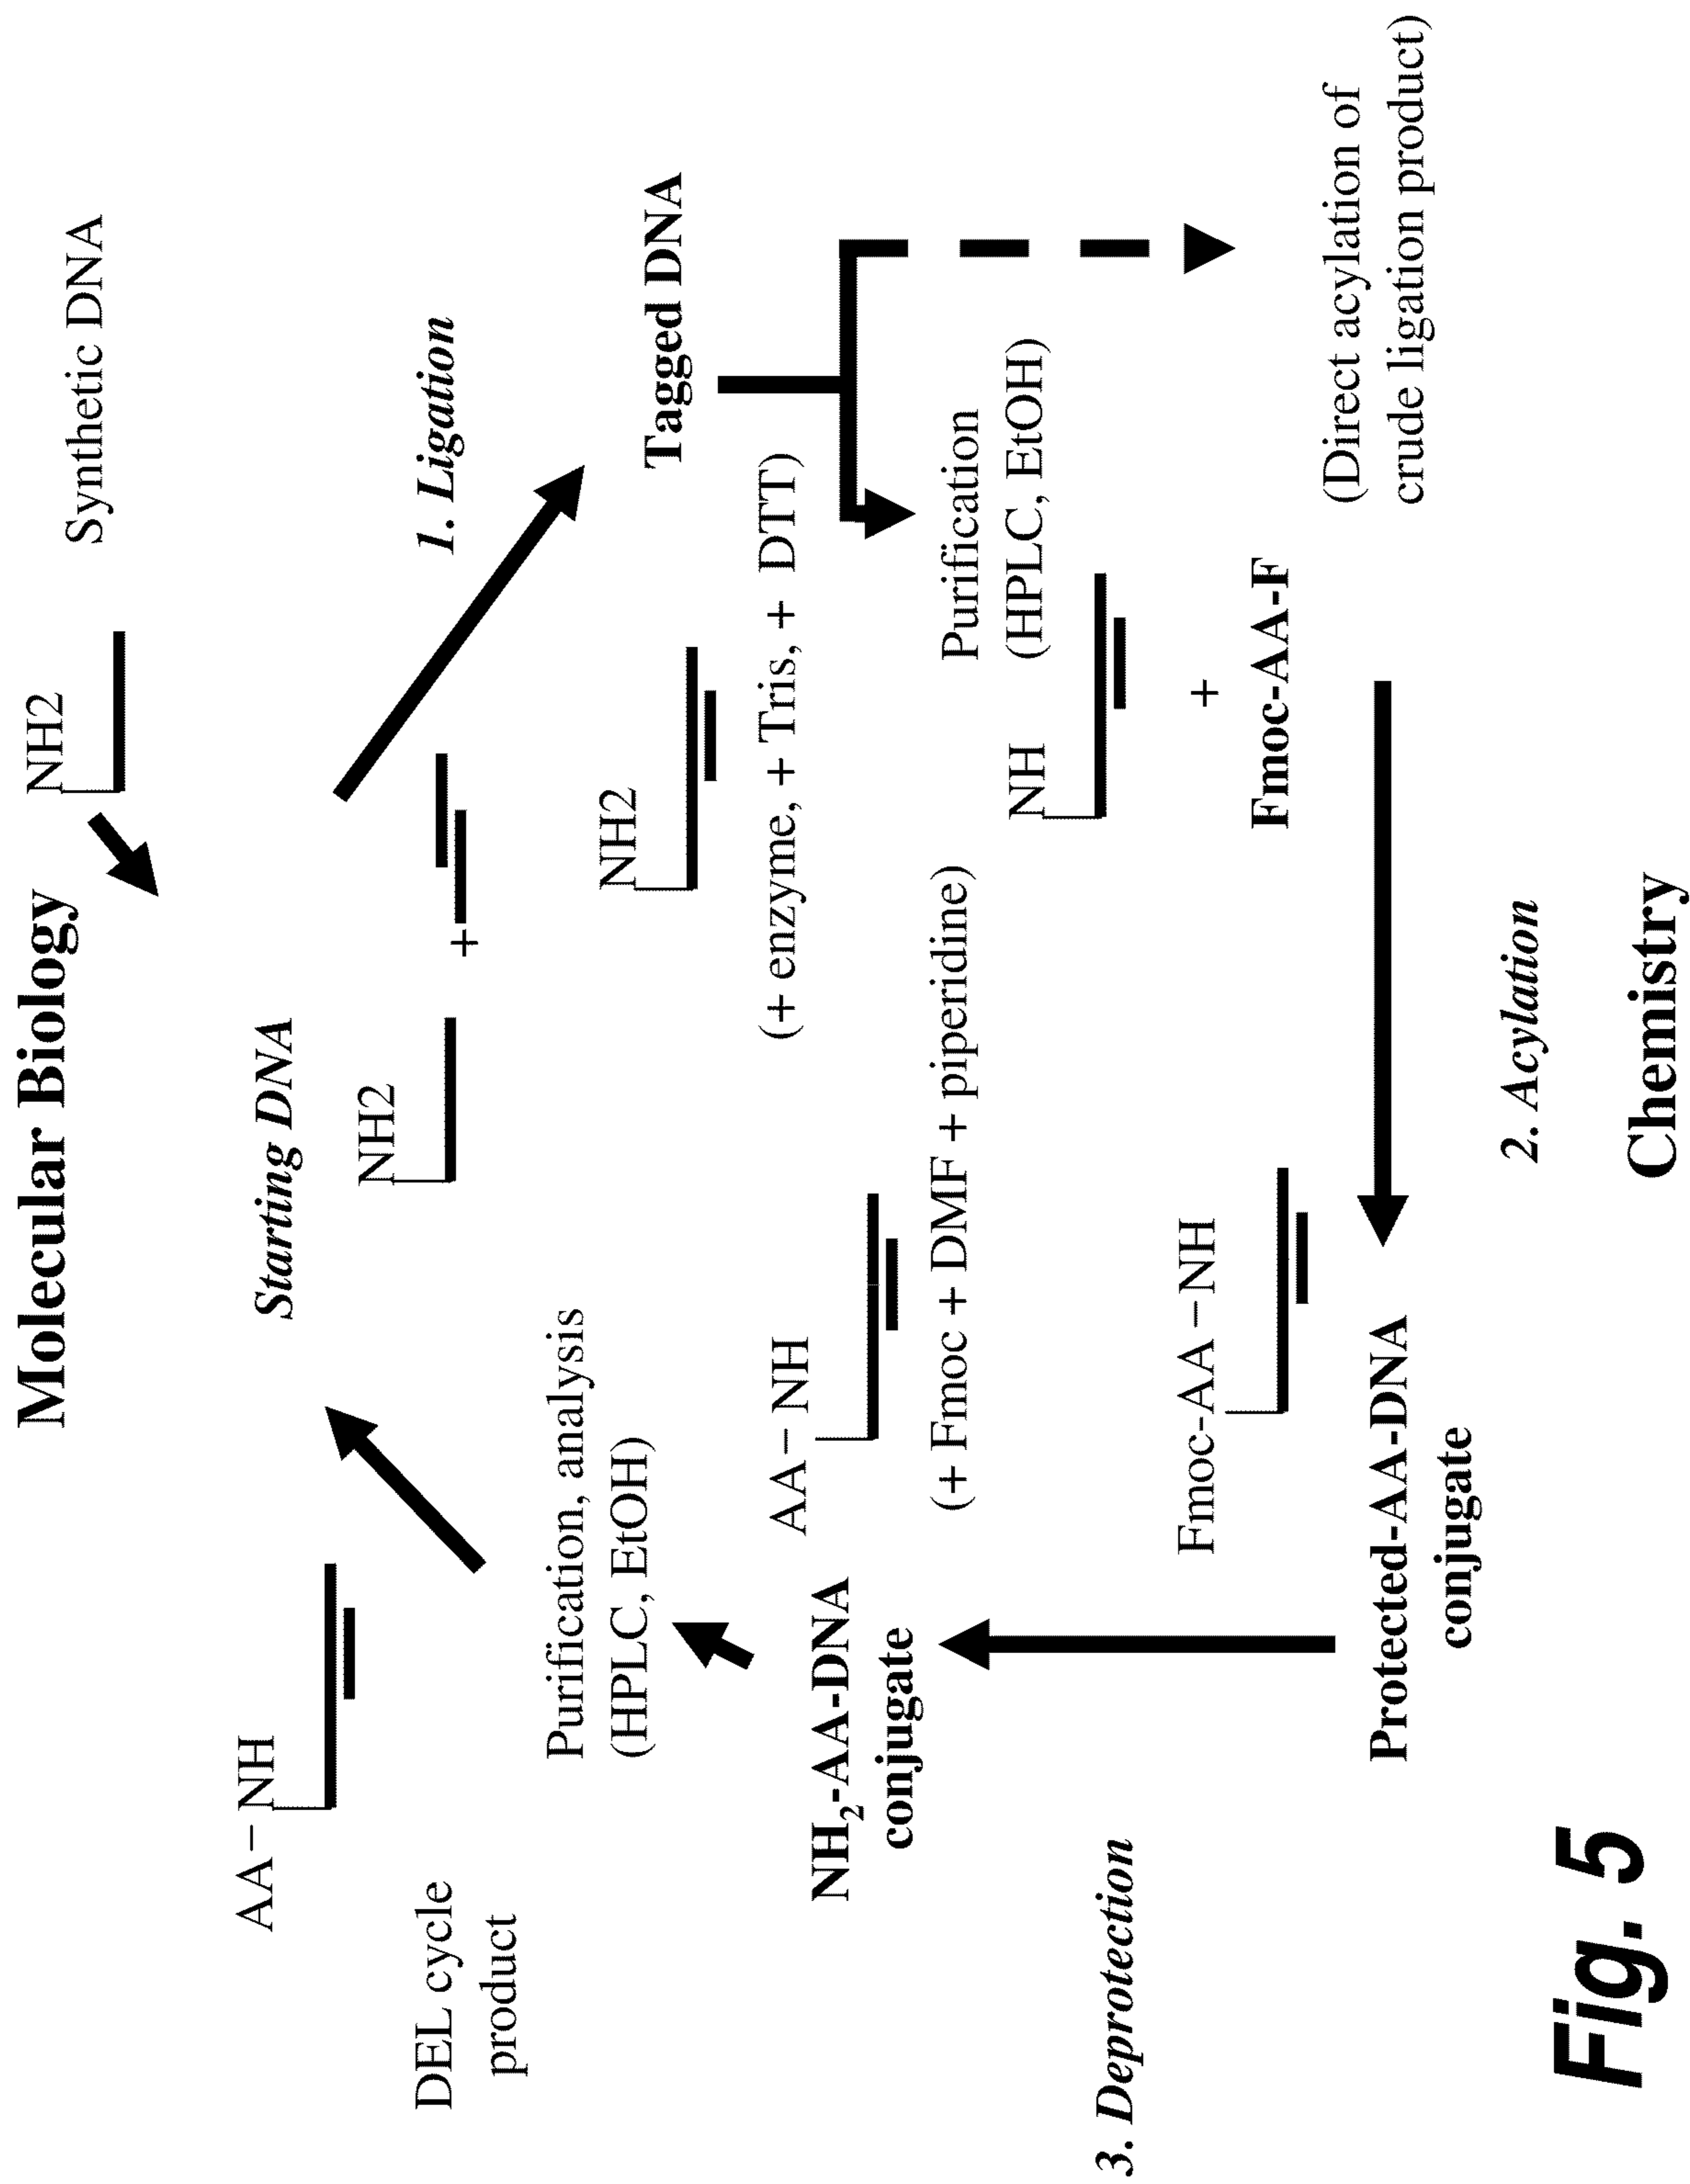 Molecular Biology
NH2
Synthetic DNA
AA – NH
Starting DNA
NH2
+
1. Ligation
DEL cycle
product
Purification, analysis
(HPLC, EtOH)
NH2
Tagged DNA
(+ enzyme, + Tris, + DTT)
AA – NH
NH2-AA-DNA
conjugate
(+ Fmoc + DMF + piperidine)
Purification
(HPLC, EtOH)
NH
+
Fmoc-AA-F
3. Deprotection
Fmoc-AA –NH
(Direct acylation of
crude ligation product)
Protected-AA-DNA
conjugate
2. Acylation
Chemistry
Fig. 5